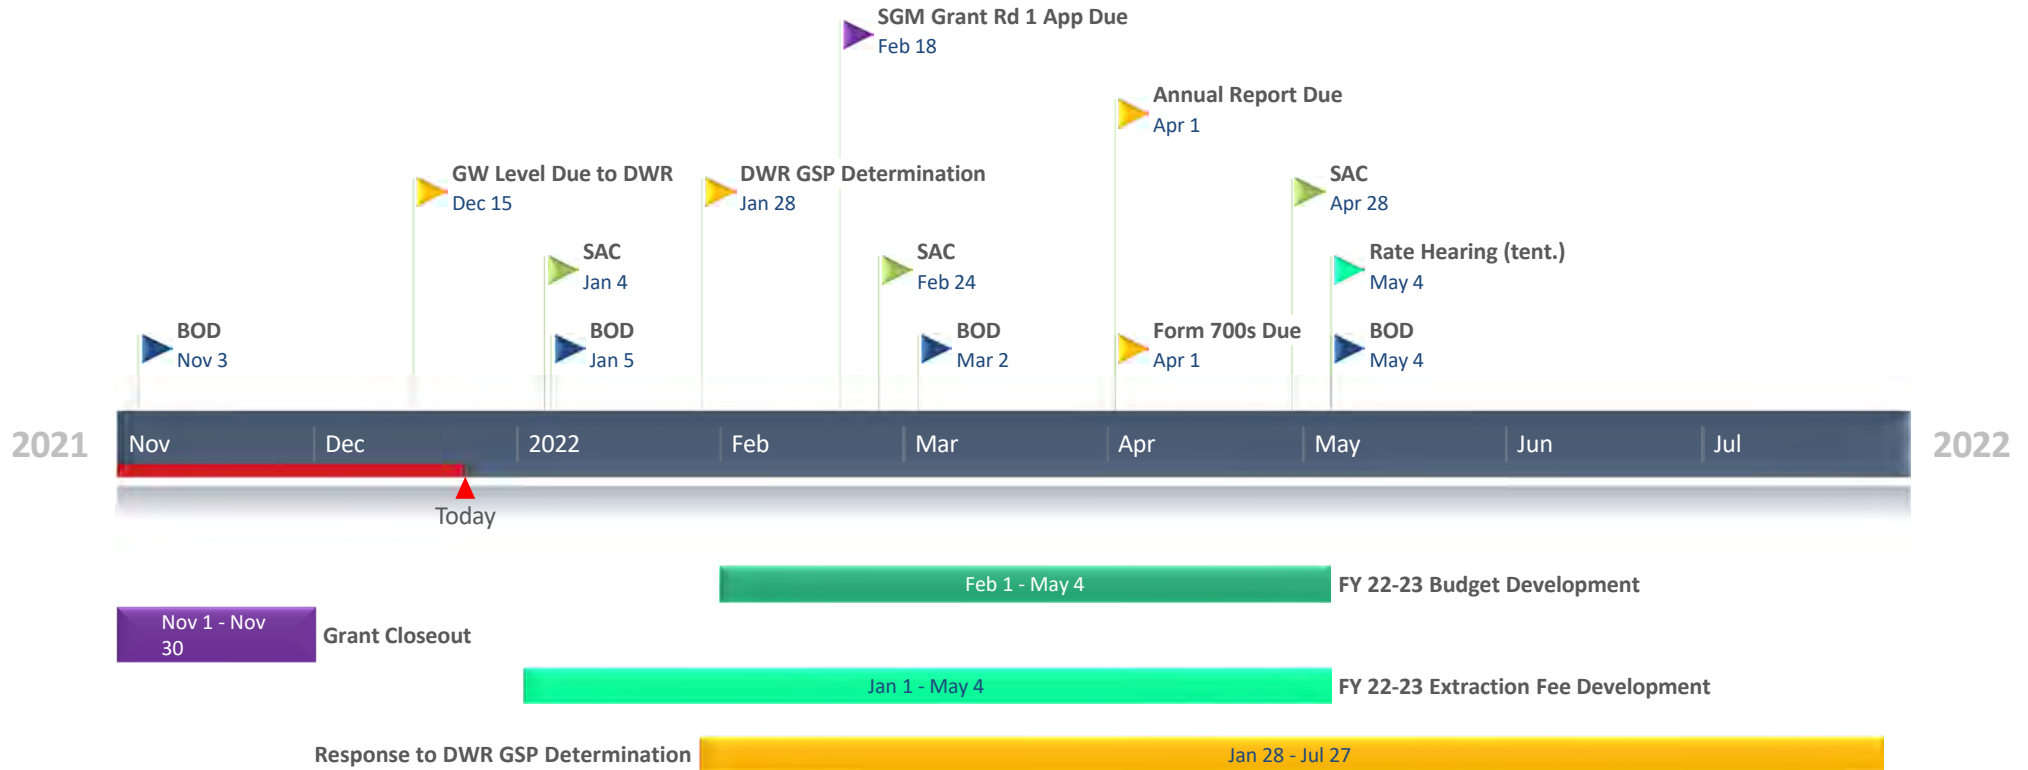 SGM Grant Rd 1 App Due
Feb 18
Annual Report Due
Apr 1
GW Level Due to DWR
Dec 15
DWR GSP Determination
Jan 28
SAC
Apr 28
SAC
Jan 4
SAC
Feb 24
Rate Hearing (tent.)
May 4
BOD
Nov 3
BOD
Jan 5
BOD
Mar 2
Form 700s Due
Apr 1
BOD
May 4
2021
Nov
Dec
2022
Feb
Mar
Apr
May
Jun
Jul
2022
Today
Feb 1 - May 4
FY 22-23 Budget Development
Nov 1 - Nov
30
Grant Closeout
Jan 1 - May 4
FY 22-23 Extraction Fee Development
Response to DWR GSP Determination
Jan 28 - Jul 27